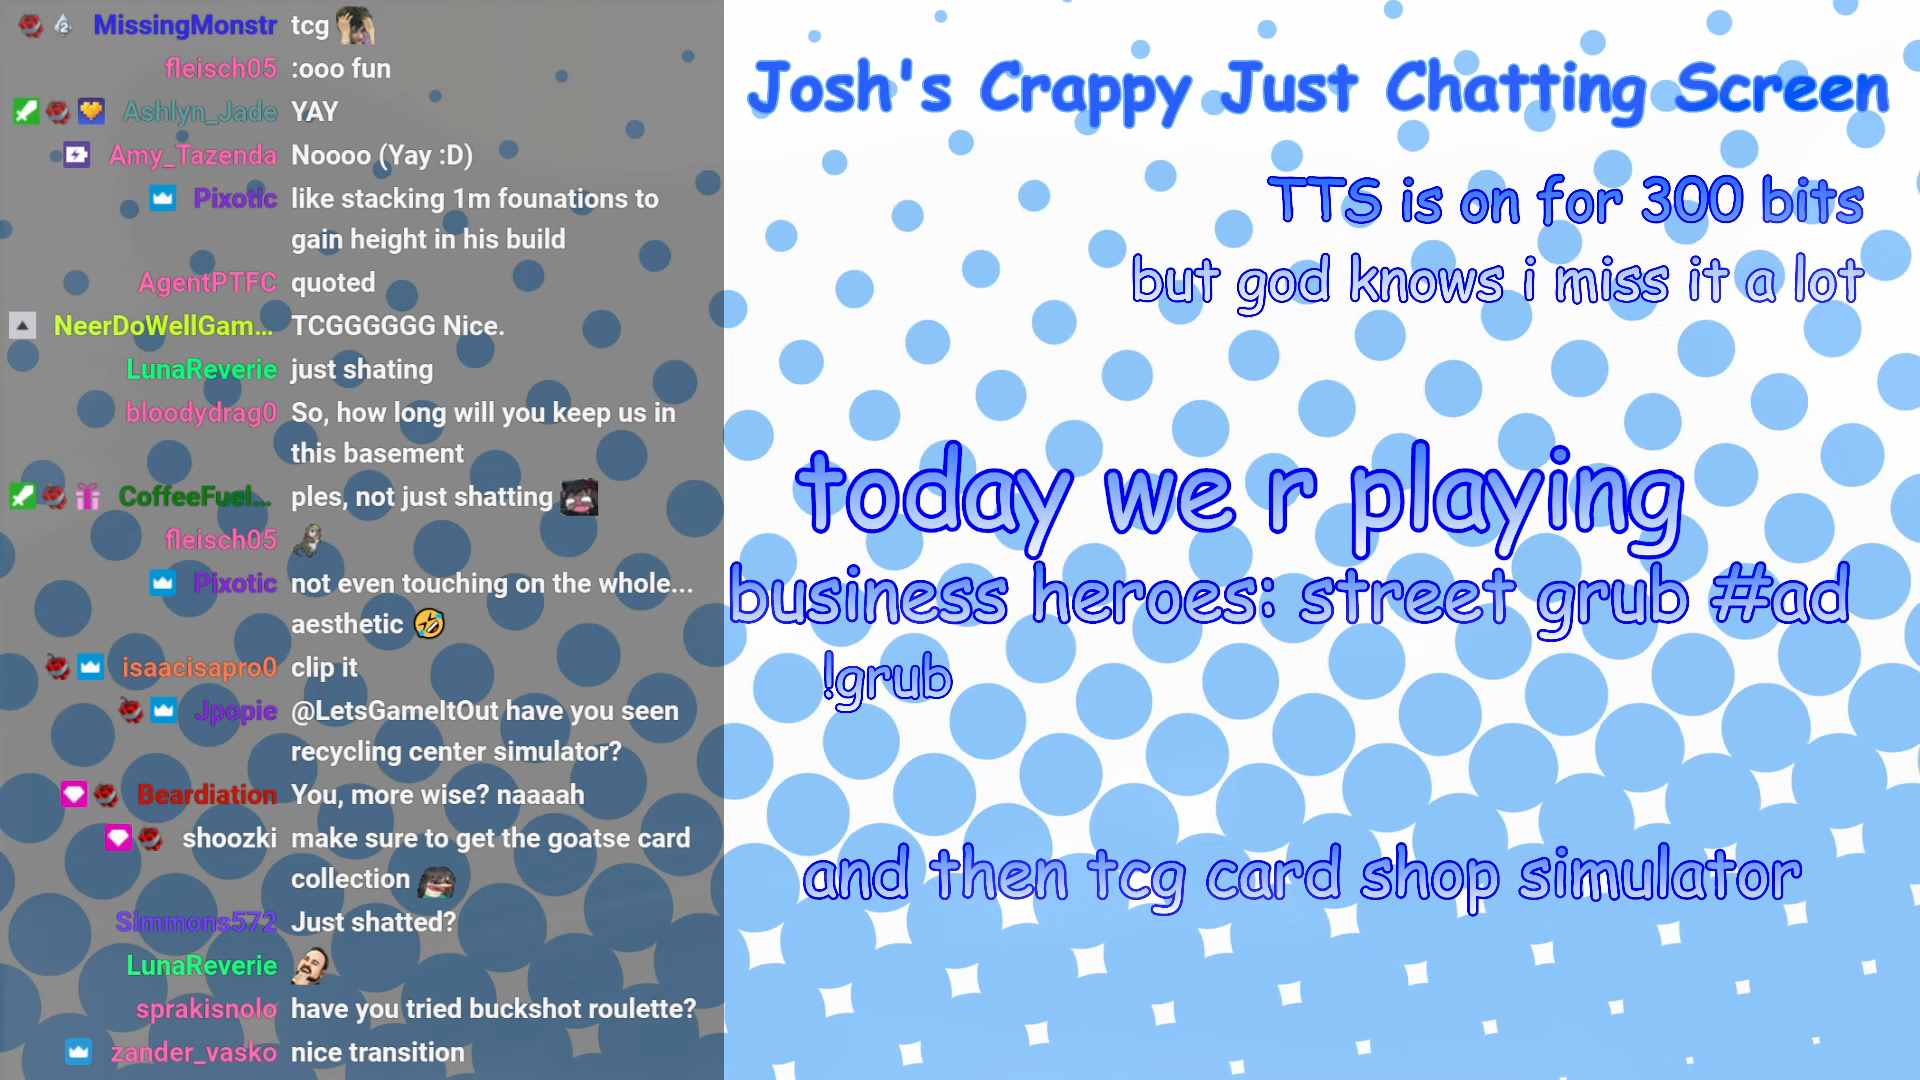 MissingMonstr tcg
fleisch05 :ooo fun
Ashlyn_Jade YAY
Amy_Tazenda Noooo (Yay :D)
Pixotic like stacking 1m founations to
gain height in his build
AgentPTFC quoted
NeerDoWellGam... TCGGGGGG Nice.
LunaReverie just shating
bloodydrag0 So, how long will you keep us in
this basement
CoffeeFuel... ples, not just shatting
fleisch05
Pixotic not even touching on the whole...
aesthetic 🤣
isaacisapro0 clip it
Jpopie @LetsGameItOut have you seen
recycling center simulator?
Beardiation You, more wise? naaaah
shoozki make sure to get the goatse card
collection
Simmons572 Just shatted?
LunaReverie
sprakisnolo have you tried buckshot roulette?
zander_vasko nice transition
Josh's Crappy Just Chatting Screen
TTS is on for 300 bits
but god knows i miss it a lot
today we r playing
business heroes: street grub #ad
!grub
and then tcg card shop simulator